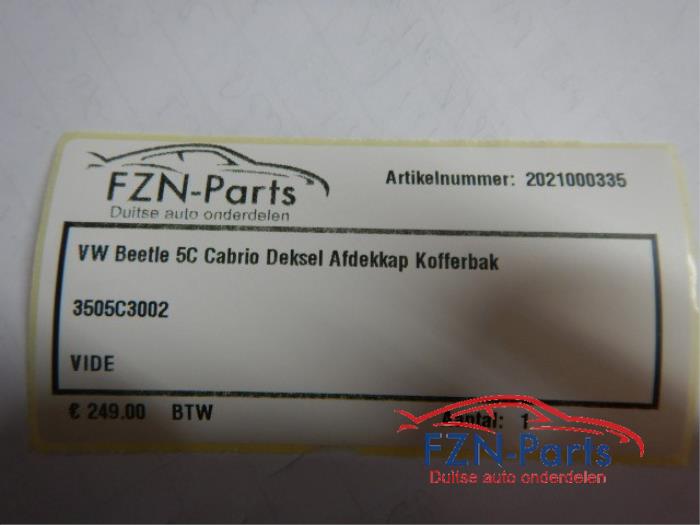 FZN-Parts
Duitse auto onderdelen
Artikelnummer: 2021000335
VW Beetle 5C Cabrio Deksel Afdekkap Kofferbak
3505C3002
VIDE
€ 249.00 BTW
Aantal: 1
FZN-Parts
Duitse auto onderdelen